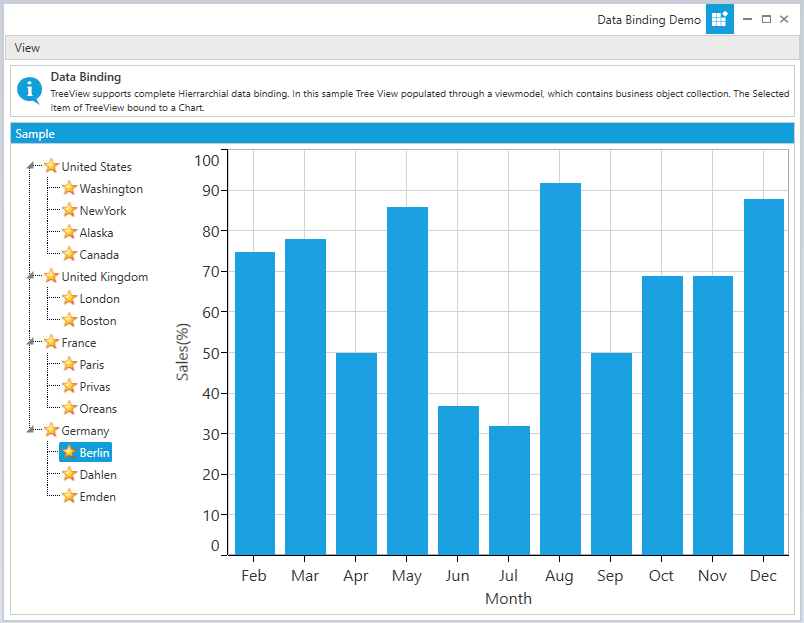 Data Binding Demo
View
Data Binding
TreeView supports complete Hierrarchial data binding. In this sample Tree View populated through a viewmodel, which contains business object collection. The Selected
Item of TreeView bound to a Chart.
Sample
United States
Washington
NewYork
Alaska
Canada
United Kingdom
London
Boston
France
Paris
Privas
Oreans
Germany
Berlin
Dahlen
Emden
Sales(%)
100
90
80
70
60
50
40
30
20
10
0
Feb Mar Apr May Jun Jul Aug Sep Oct Nov Dec
Month